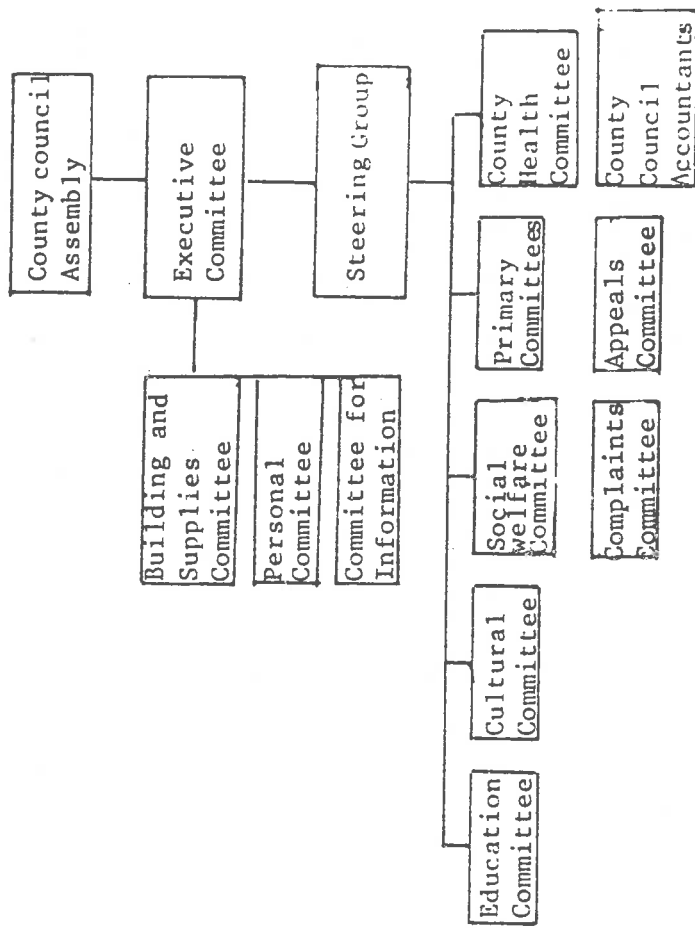 County council
Assembly
Executive
Committee
Building and
Supplies
Committee
Personal
Committee
Committee for
Information
Steering Group
Education
Committee
Cultural
Committee
Social
welfare
Committee
Primary
Committees
County
Health
Committee
Complaints
Committee
Appeals
Committee
County
Council
Accountants